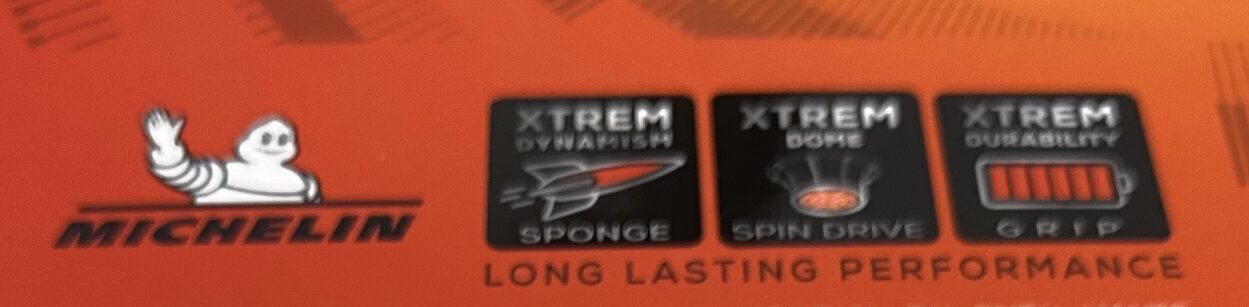 MICHELIN
XTREM
DYNAMISM
SPONGE
XTREM
DOME
SPIN DRIVE
XTREM
DURABILITY
GRIP
LONG LASTING PERFORMANCE